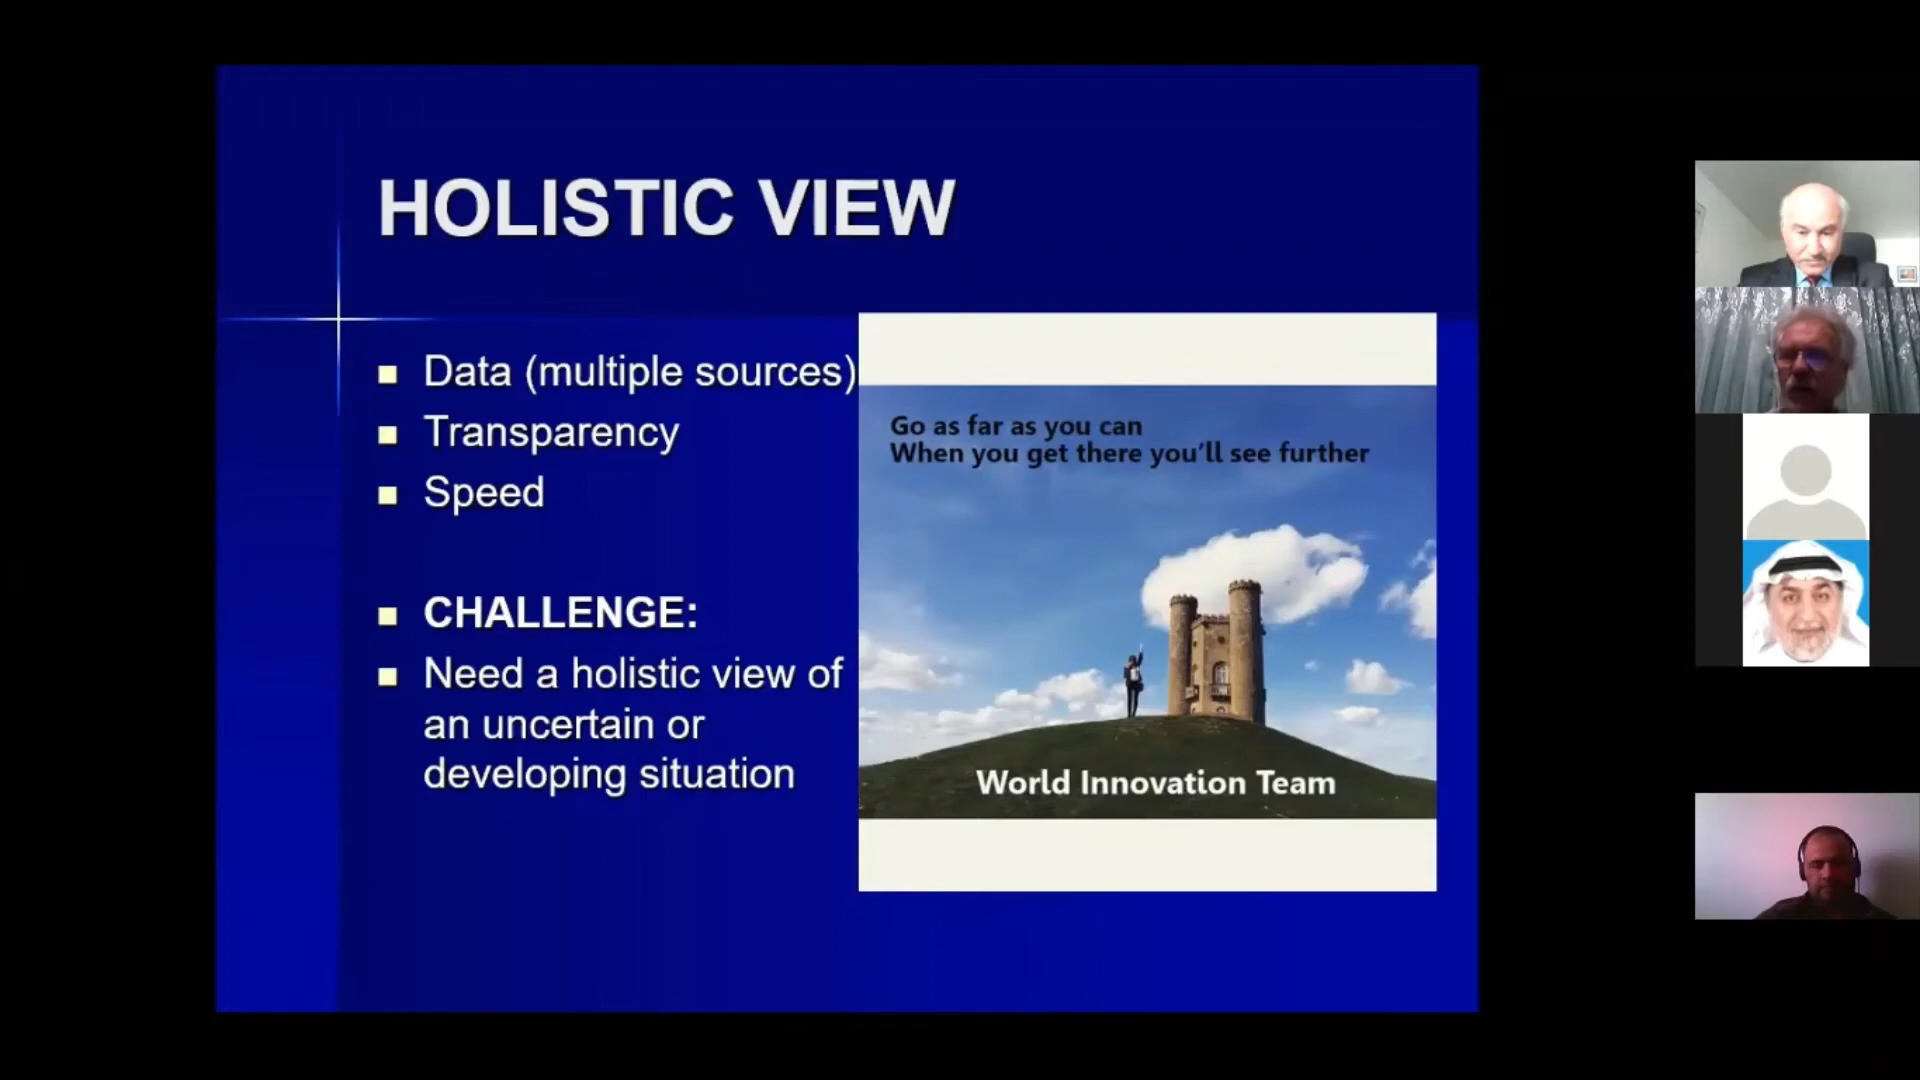 HOLISTIC VIEW
Data (multiple sources)
Transparency
Speed
CHALLENGE:
Need a holistic view of
an uncertain or
developing situation
Go as far as you can
When you get there you'll see further
World Innovation Team